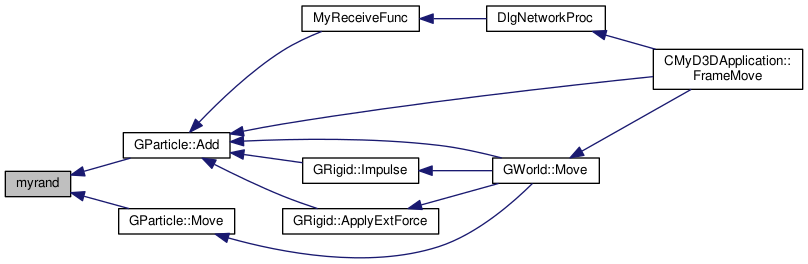 MyReceiveFunc
DlgNetworkProc
CMyD3DApplication::
FrameMove
GParticle::Add
myrand
GRigid::Impulse
GWorld::Move
GParticle::Move
GRigid::ApplyExtForce